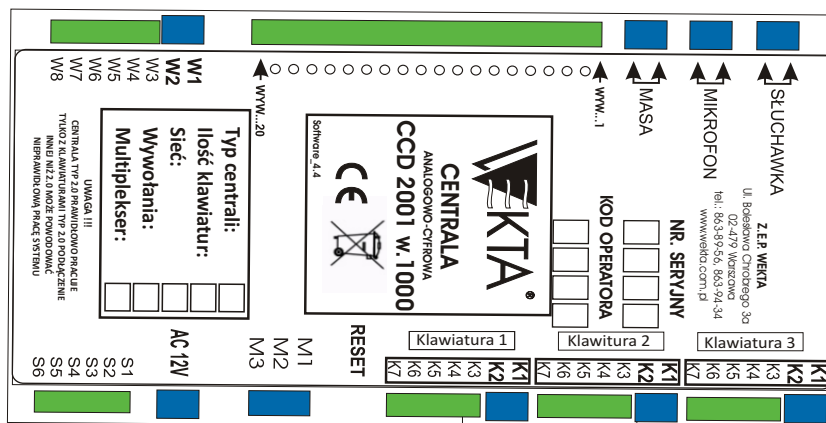 W1
W2
W3
W4
W5
W6
W7
W8
WYW...20
WYW...1
MASA
MIKROFON
SŁUCHAWKA
UWAGA !!!
CENTRALA TYP 2.0 PRAWIDŁOWO PRACUJE
TYLKO Z KLAWIATURAMI TYP 2.0 PODŁĄCZENIE
INNEJ NIŻ 2.0 MOŻE POWODOWAĆ
NIEPRAWIDŁOWĄ PRACĘ SYSTEMU
Typ centrali:
Ilość klawiatur:
Sieć:
Wywołania:
Multiplekser:
WEKTA®
CENTRALA
ANALOGOWO-CYFROWA
CCD 2001 w.1000
CE
Software_4.4
NR. SERYJNY
KOD OPERATORA
Z.E.P. WEKTA
Ul. Bolesława Chrobrego 3a
02-479 Warszawa
tel.: 863-89-56, 863-94-34
www.wekta.com.pl
S1
S2
S3
S4
S5
S6
AC 12V
M1
M2
M3
RESET
Klawiatura 1
K1
K2
K3
K4
K5
K6
K7
Klawitura 2
K1
K2
K3
K4
K5
K6
K7
Klawiatura 3
K1
K2
K3
K4
K5
K6
K7